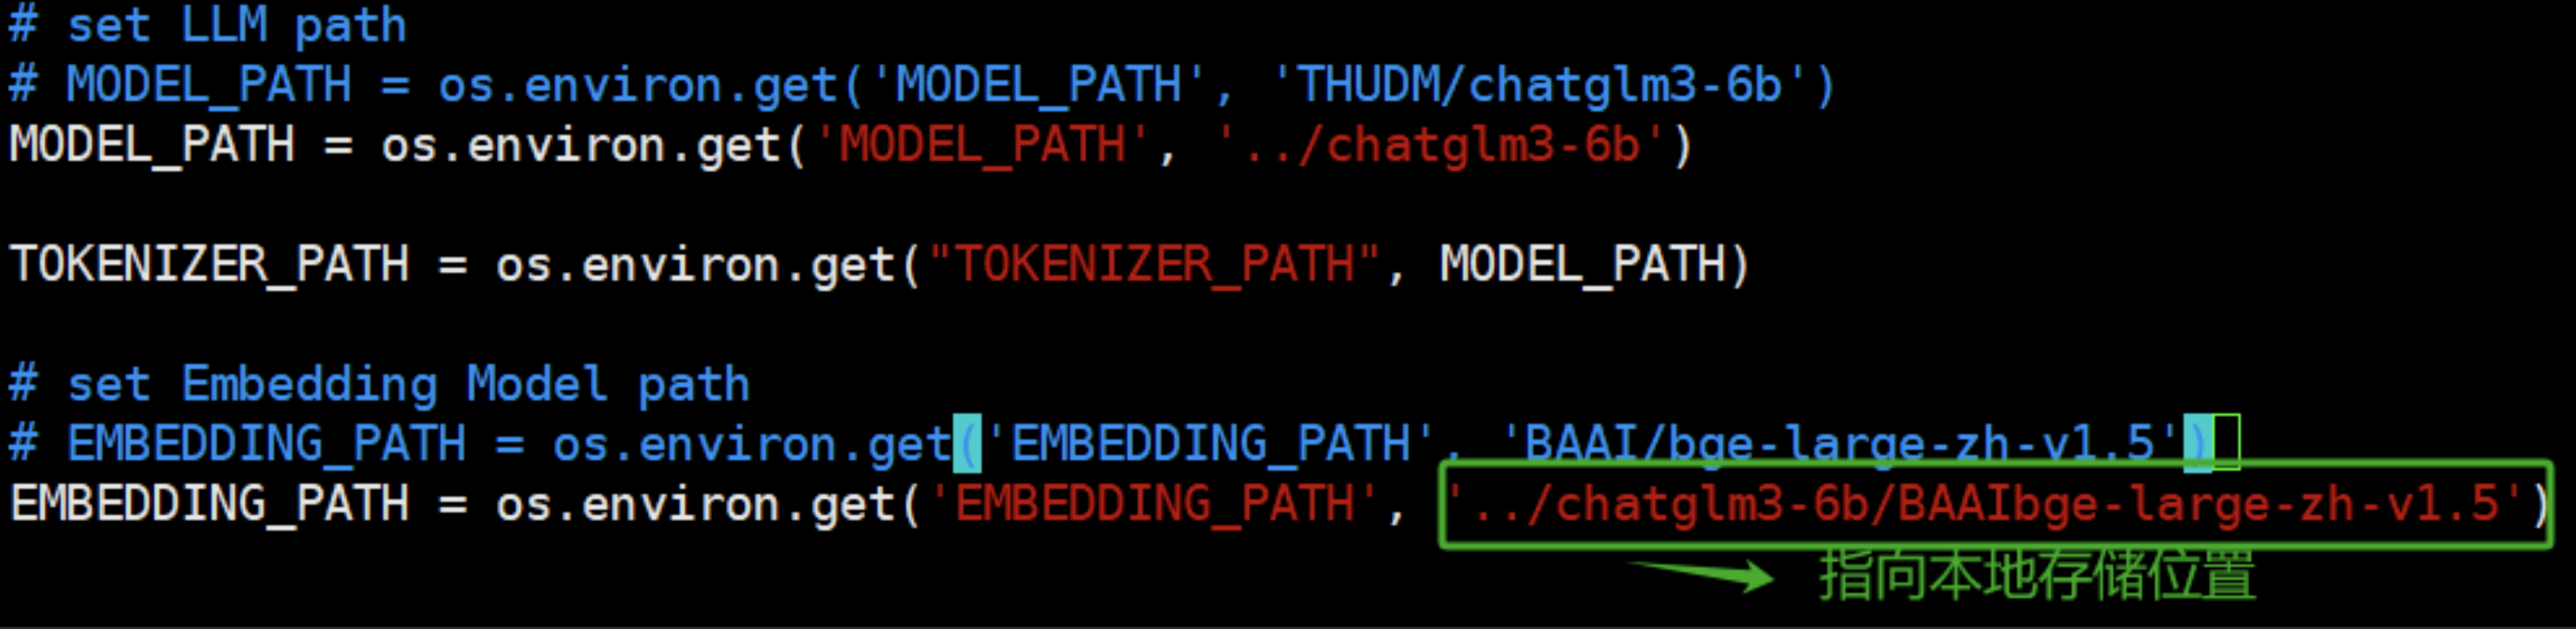 # set LLM path
# MODEL_PATH = os.environ.get('MODEL_PATH', 'THUDM/chatglm3-6b')
MODEL_PATH = os.environ.get('MODEL_PATH', '../chatglm3-6b')
TOKENIZER_PATH = os.environ.get("TOKENIZER_PATH", MODEL_PATH)
# set Embedding Model path
# EMBEDDING_PATH = os.environ.get('EMBEDDING_PATH', 'BAAI/bge-large-zh-v1.5')
EMBEDDING_PATH = os.environ.get('EMBEDDING_PATH', '../chatglm3-6b/BAAIbge-large-zh-v1.5')
指向本地存储位置